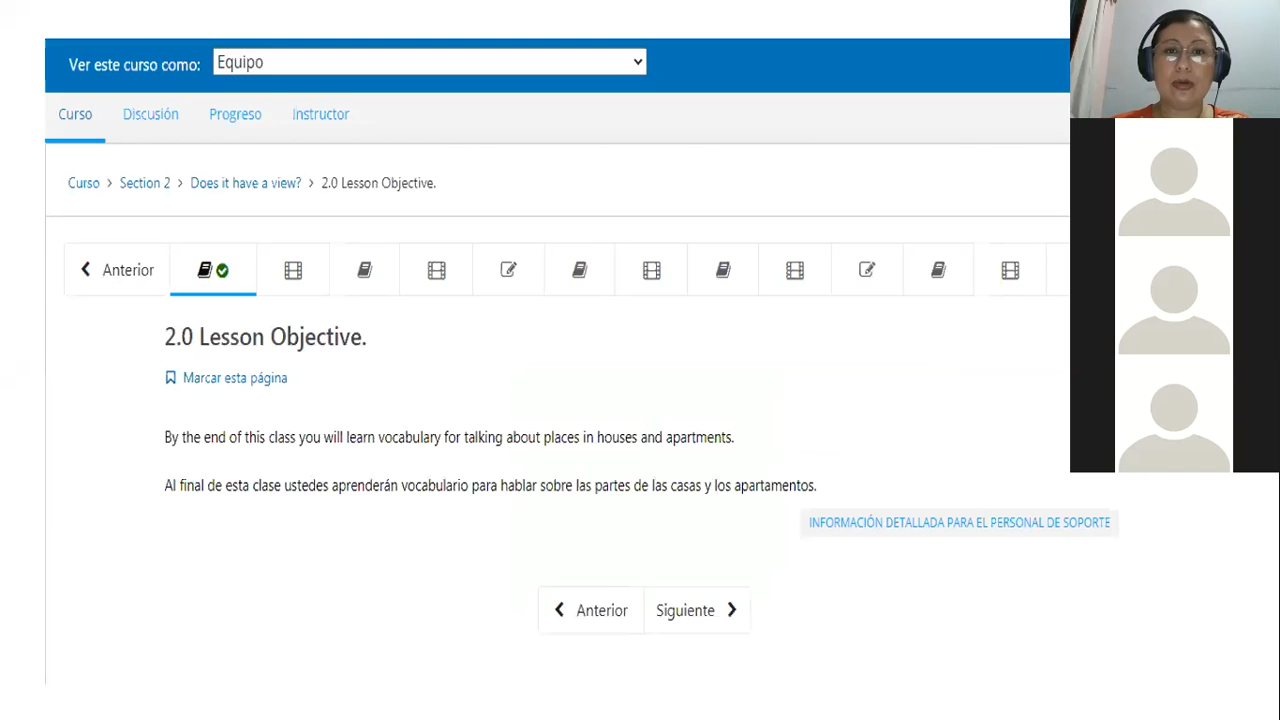 Ver este curso como: Equipo
Curso Discusión Progreso Instructor
Curso > Section 2 > Does it have a view? > 2.0 Lesson Objective.
Anterior
2.0 Lesson Objective.
Marcar esta página
By the end of this class you will learn vocabulary for talking about places in houses and apartments.
Al final de esta clase ustedes aprenderán vocabulario para hablar sobre las partes de las casas y los apartamentos.
INFORMACIÓN DETALLADA PARA EL PERSONAL DE SOPORTE
Anterior Siguiente